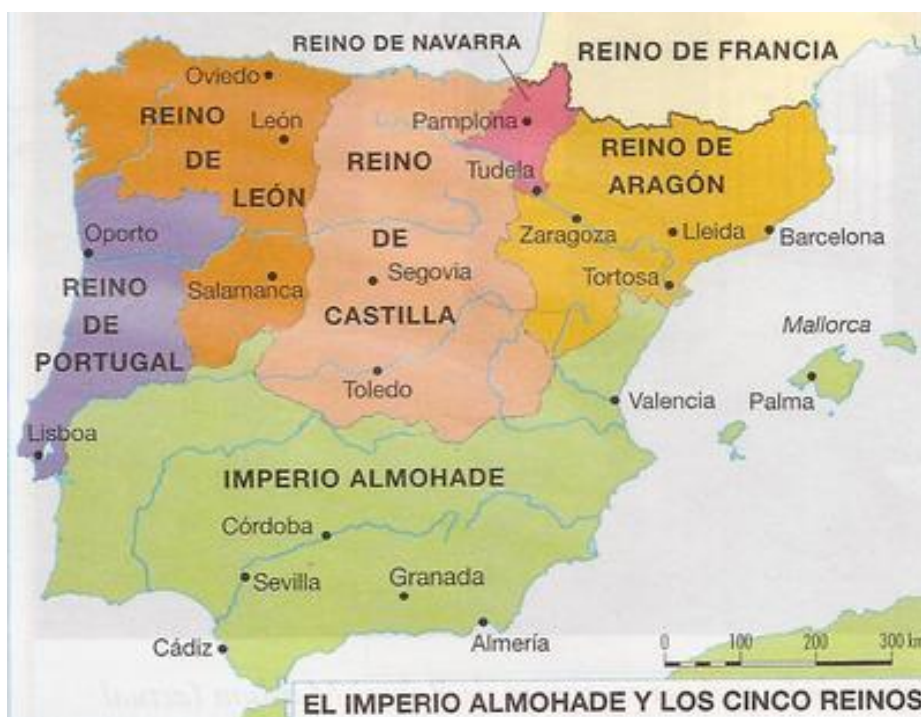 REINO DE NAVARRA
REINO DE FRANCIA
Oviedo
REINO
DE
LEÓN
León
Pamplona
REINO
DE
CASTILLA
REINO DE
ARAGÓN
Tudela
Oporto
Zaragoza
Lleida
Barcelona
Salamanca
Segovia
Tortosa
REINO
DE
PORTUGAL
Mallorca
Toledo
Valencia
Palma
Lisboa
IMPERIO ALMOHADE
Córdoba
Sevilla
Granada
Cádiz
Almería
0 100 200 300 km
EL IMPERIO ALMOHADE Y LOS CINCO REINOS